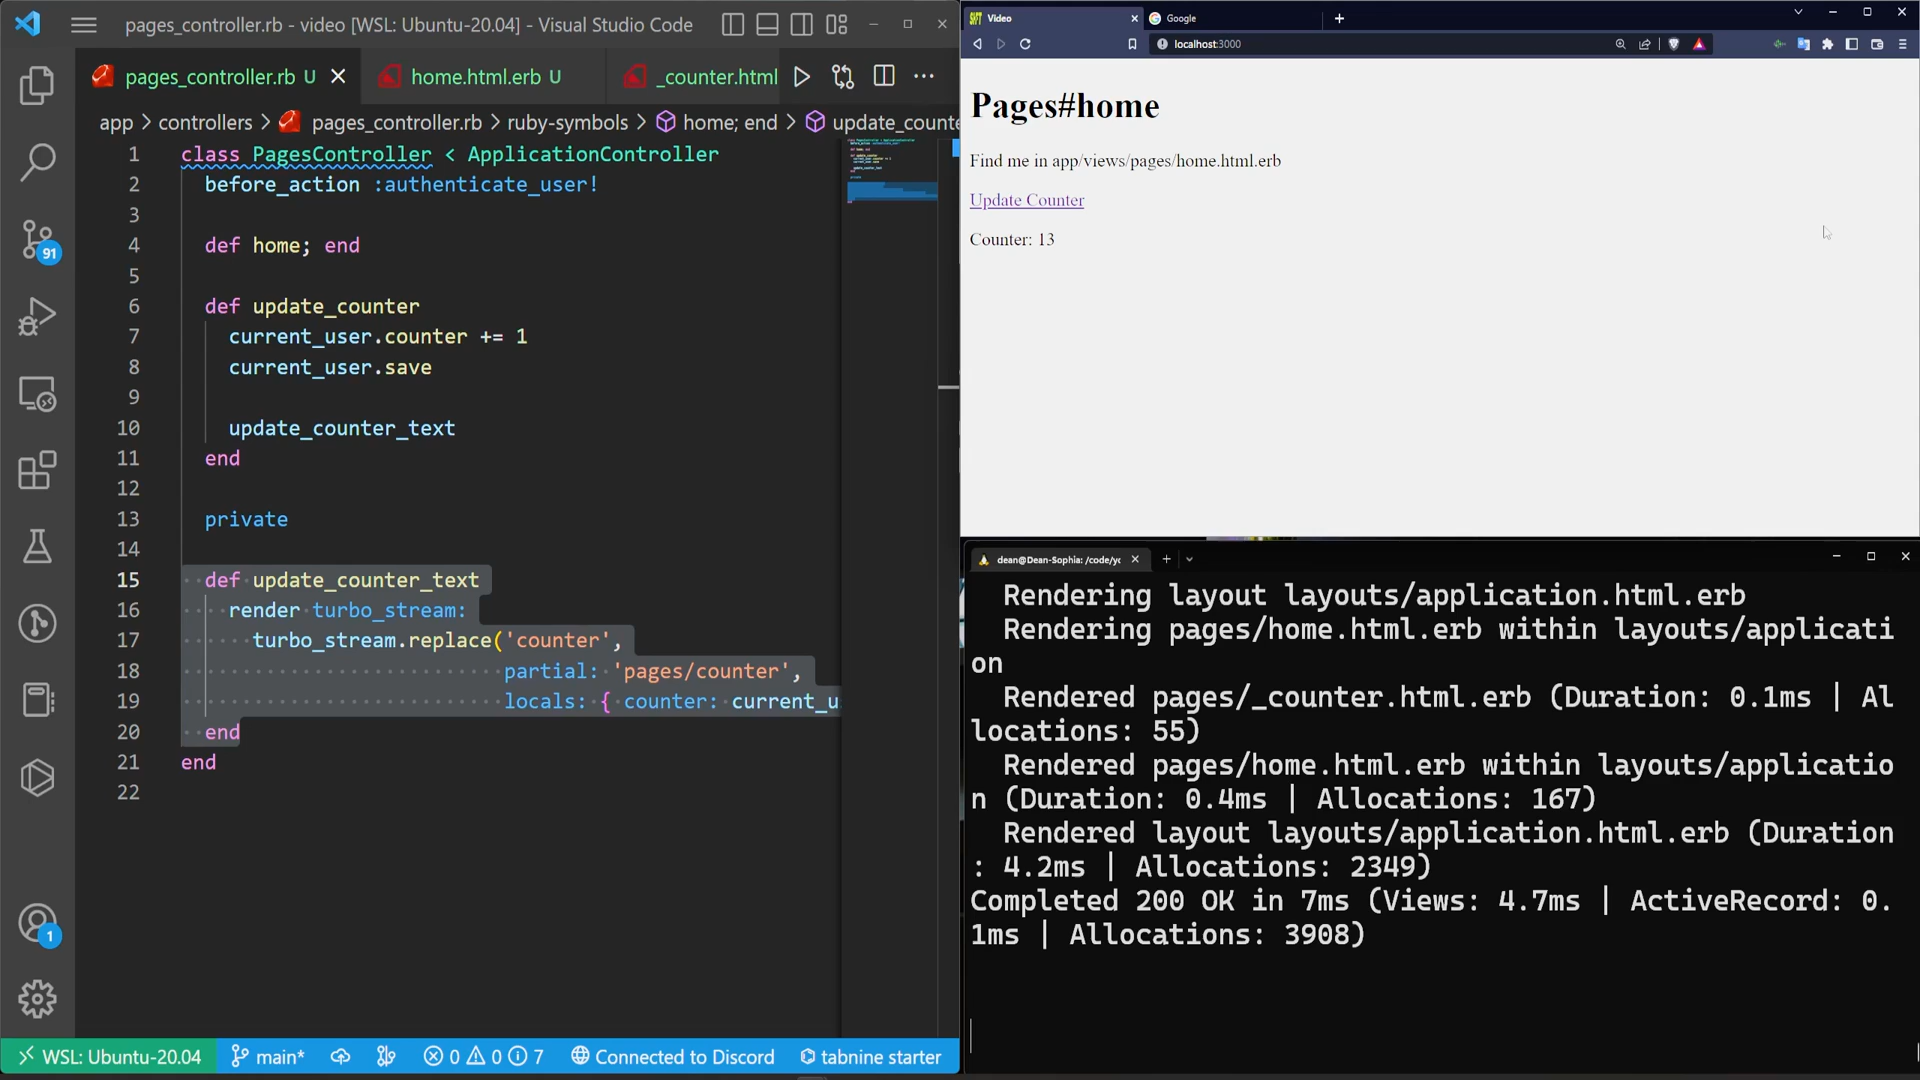 pages_controller.rb - video [WSL: Ubuntu-20.04] - Visual Studio Code
pages_controller.rb U
home.html.erb U
_counter.html
app > controllers > pages_controller.rb > ruby-symbols > home; end > update_counte
1 class PagesController < ApplicationController
2 before_action :authenticate_user!
3
4 def home; end
5
6 def update_counter
7 current_user.counter += 1
8 current_user.save
9
10 update_counter_text
11 end
12
13 private
14
15 def update_counter_text
16 render turbo_stream:
17 turbo_stream.replace('counter',
18 partial: 'pages/counter',
19 locals: { counter: current_u
20 end
21 end
22
91
1
WSL: Ubuntu-20.04 main* 0 0 7 Connected to Discord tabnine starter
Video
Google
localhost:3000
Pages#home
Find me in app/views/pages/home.html.erb
Update Counter
Counter: 13
dean@Dean-Sophia: /code/yc
Rendering layout layouts/application.html.erb
Rendering pages/home.html.erb within layouts/applicati
on
Rendered pages/_counter.html.erb (Duration: 0.1ms | Al
locations: 55)
Rendered pages/home.html.erb within layouts/applicatio
n (Duration: 0.4ms | Allocations: 167)
Rendered layout layouts/application.html.erb (Duration
: 4.2ms | Allocations: 2349)
Completed 200 OK in 7ms (Views: 4.7ms | ActiveRecord: 0.
1ms | Allocations: 3908)